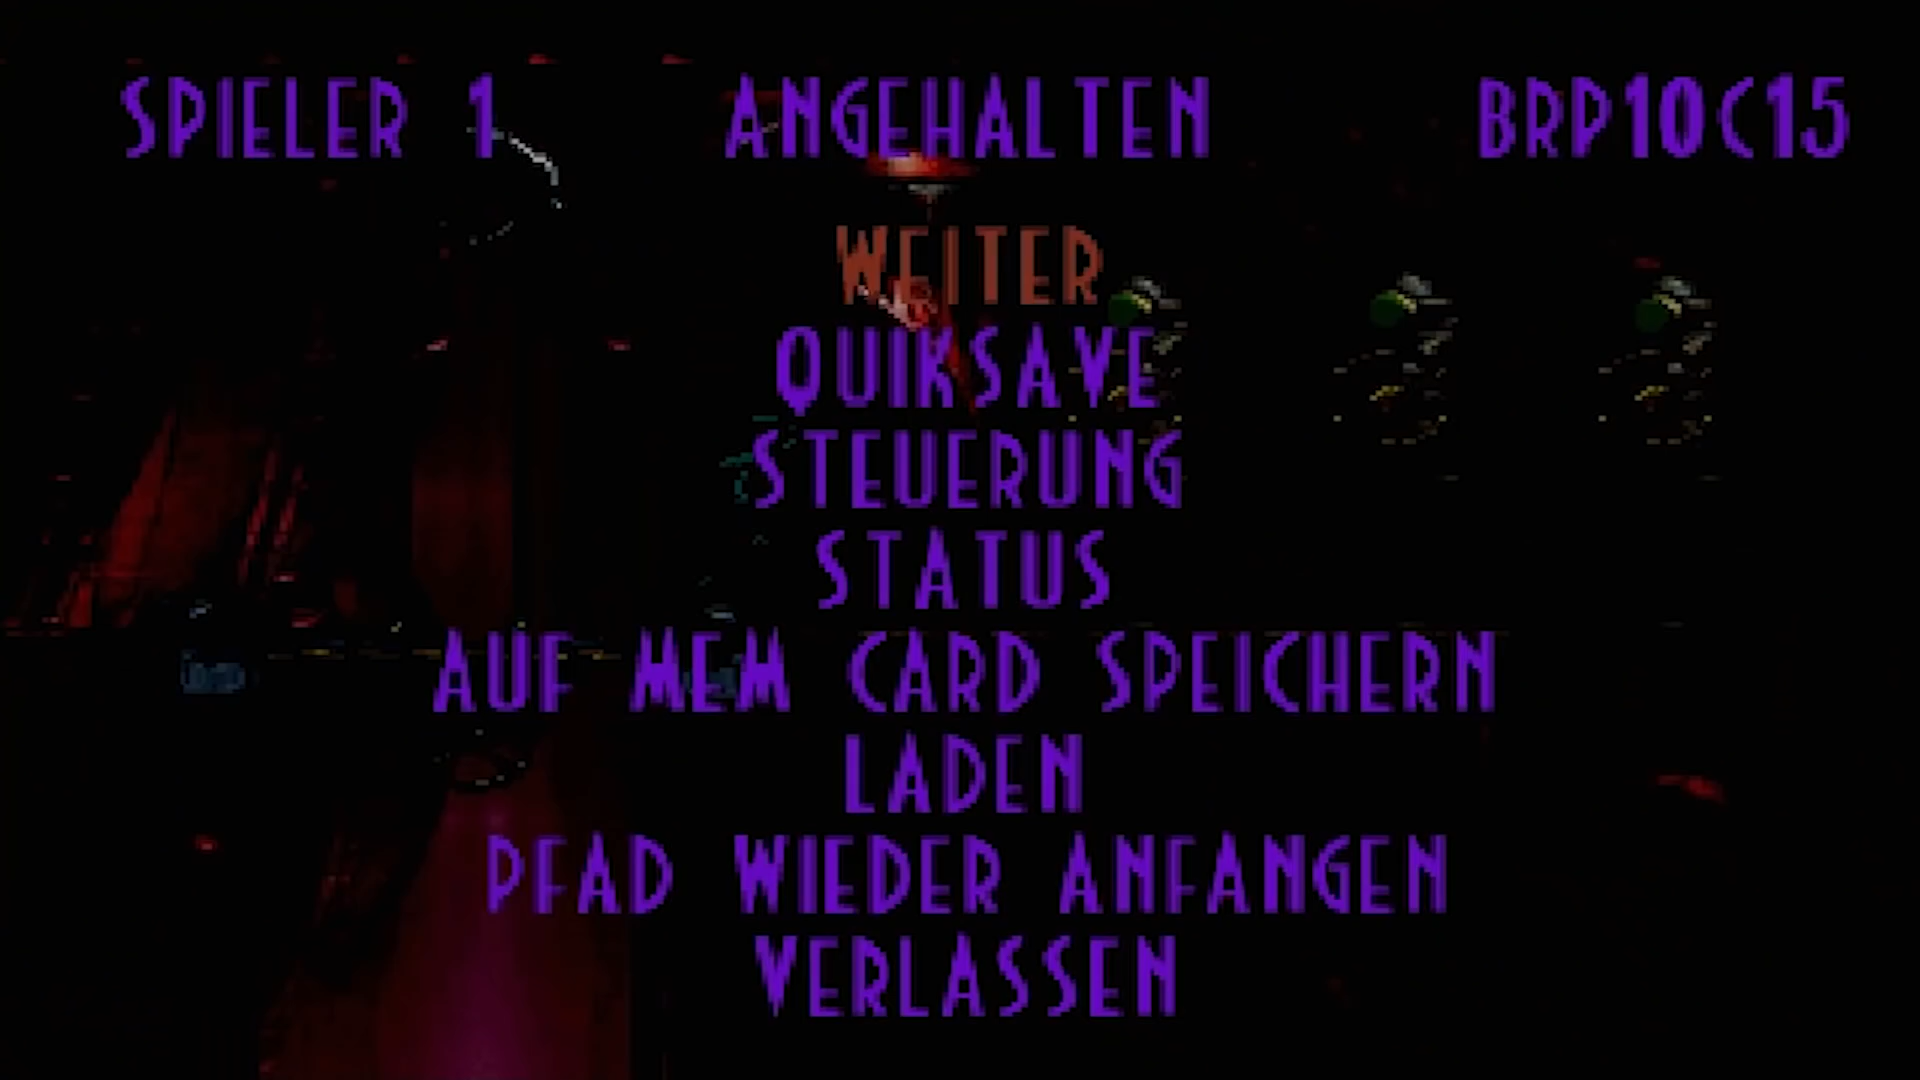 SPIELER 1 ANGEHALTEN BRP10C15
WEITER
QUIKSAVE
STEUERUNG
STATUS
AUF MEM CARD SPEICHERN
LADEN
PFAD WIEDER ANFANGEN
VERLASSEN